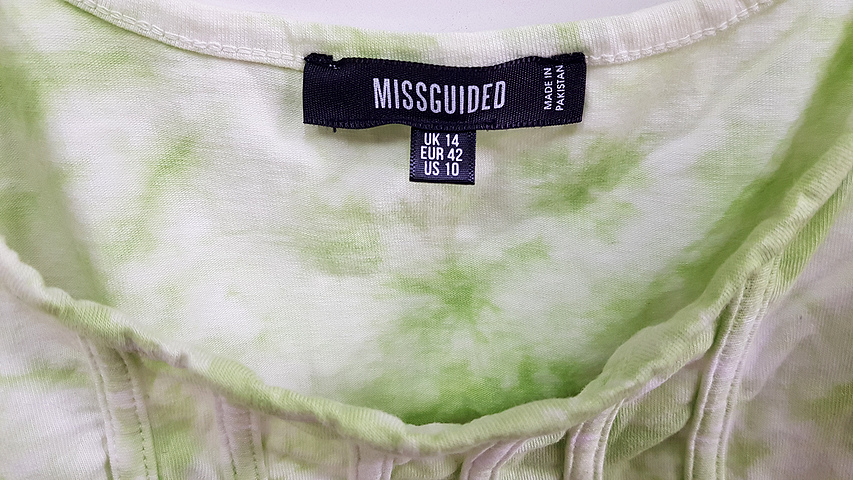 MISSGUIDED
MADE IN
PAKISTAN
UK 14
EUR 42
US 10